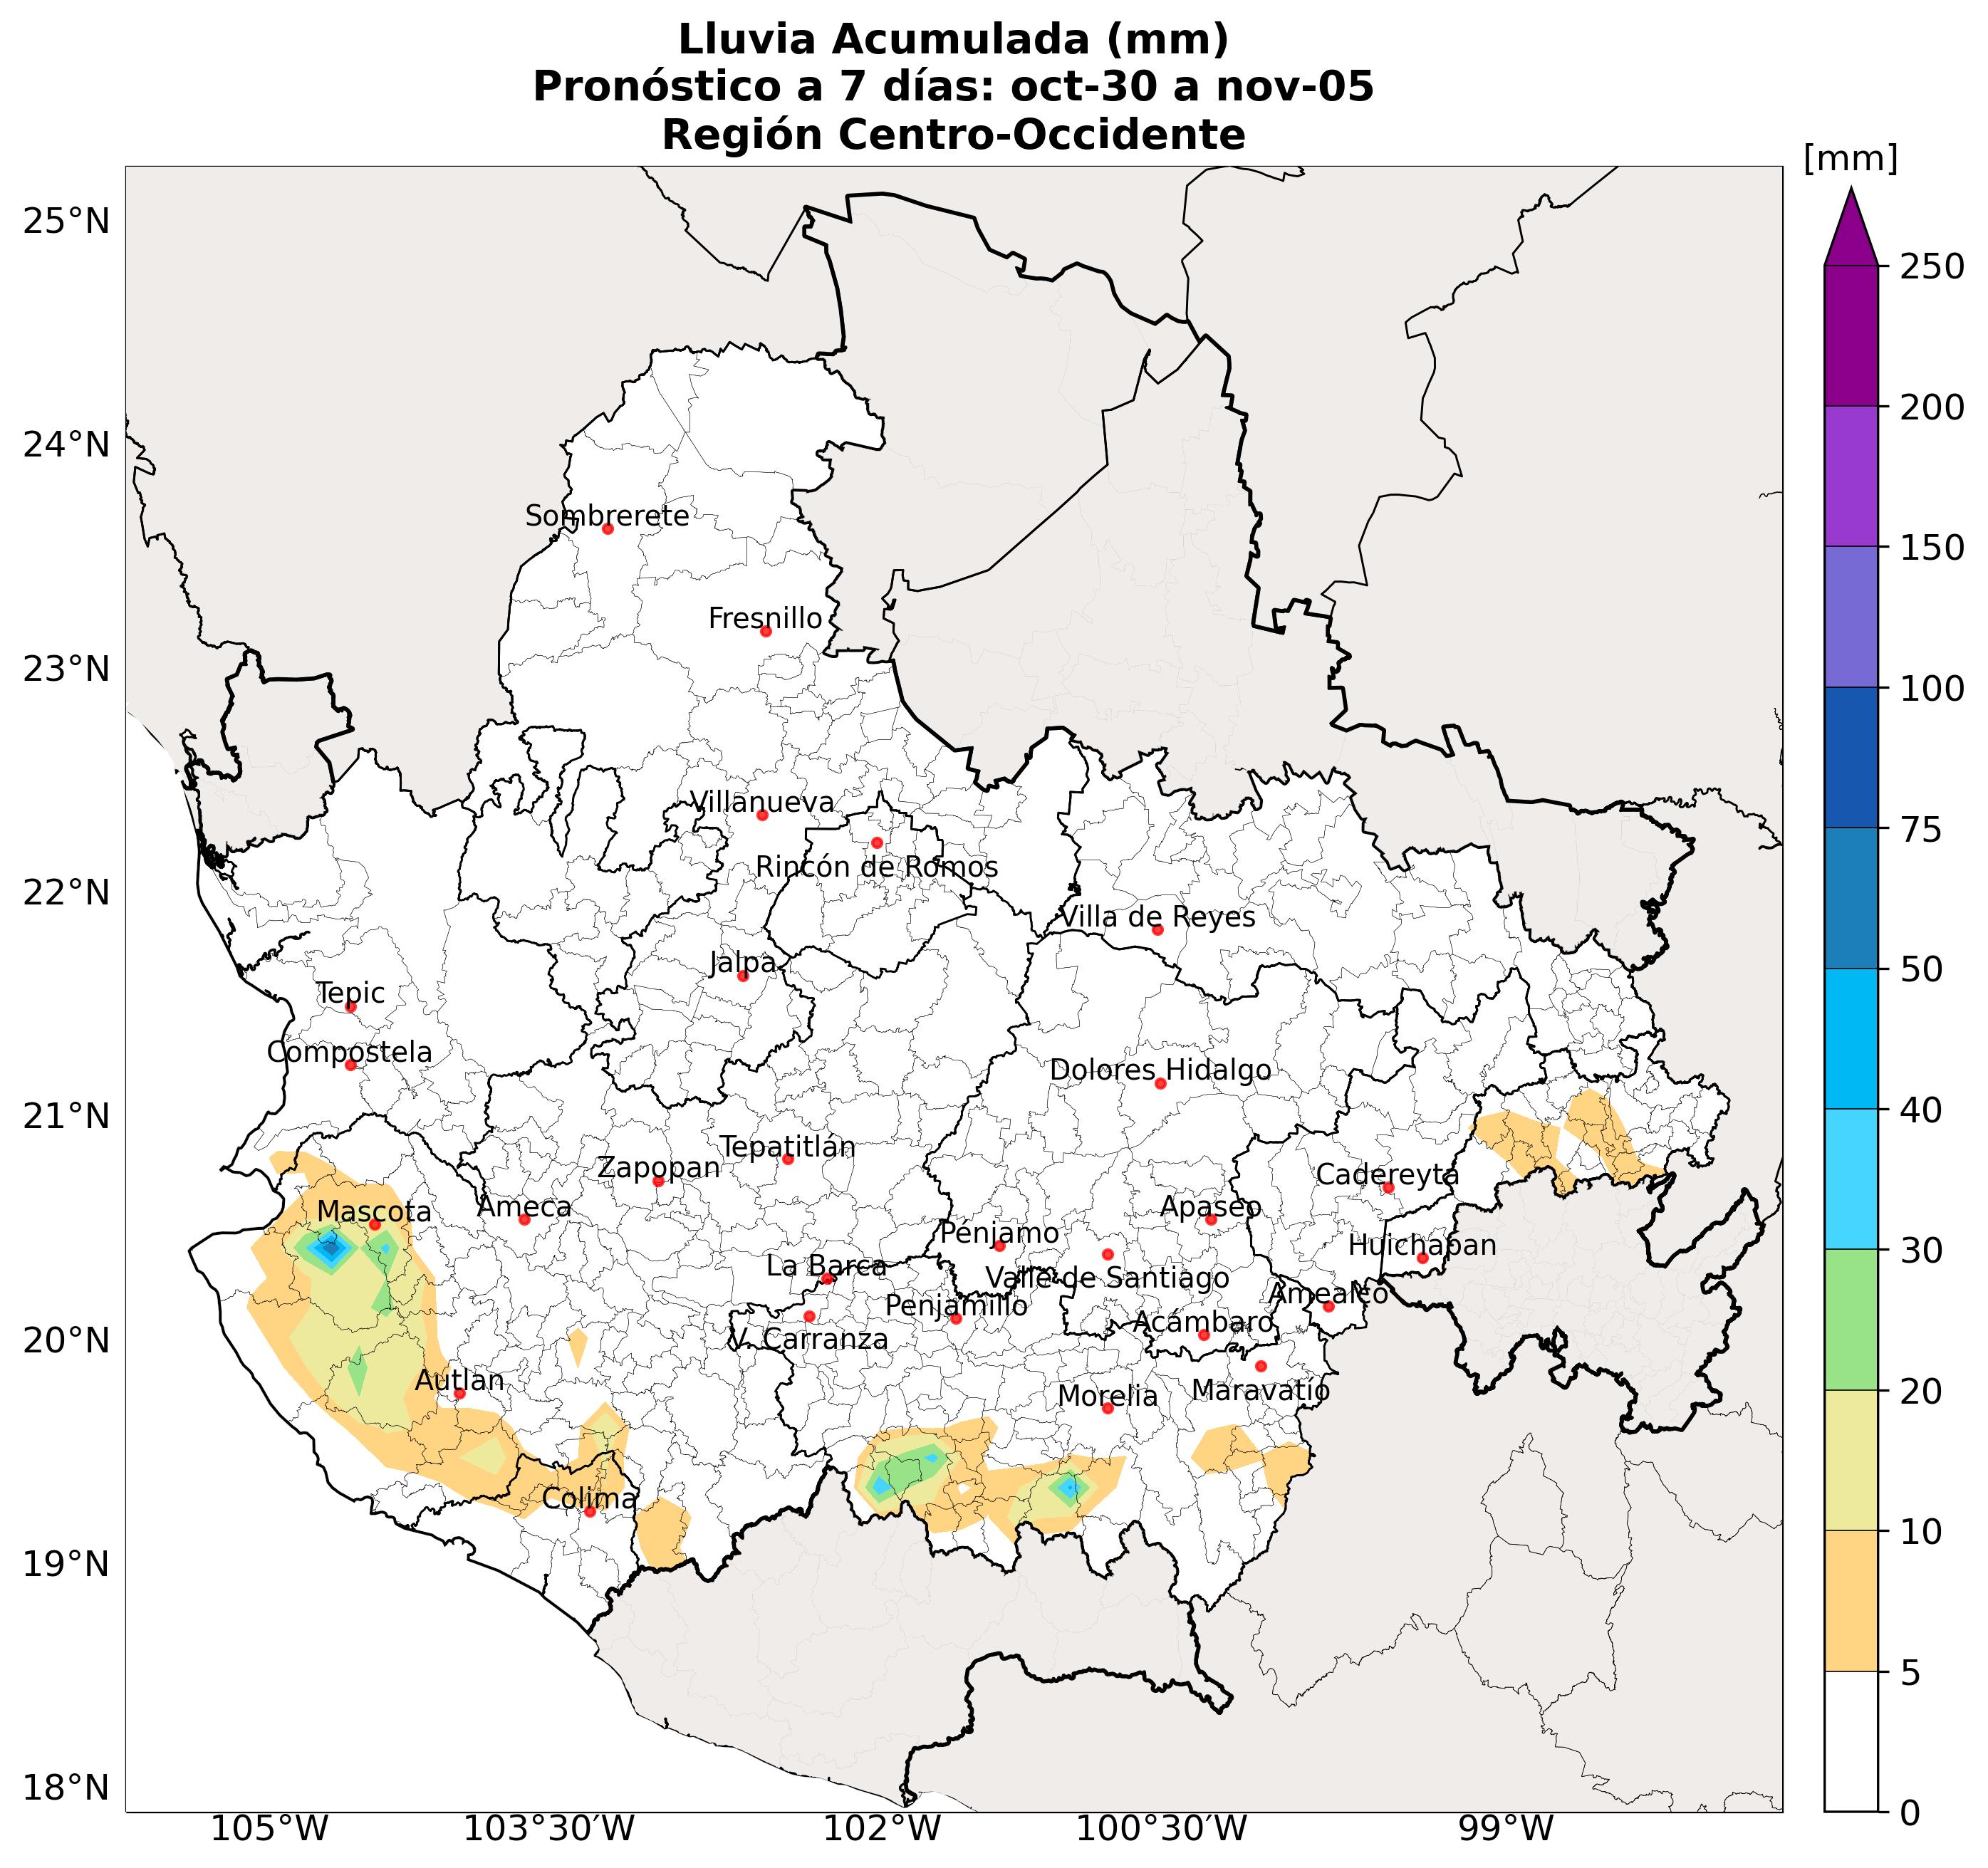 Lluvia Acumulada (mm)
Pronóstico a 7 días: oct-30 a nov-05
Región Centro-Occidente
[mm]
25°N
250
200
24°N
Sombrerete
150
Fresnillo
23°N
100
Villanueva
75
Rincón de Romos
22°N
Villa de Reyes
Jalpa
50
Tepic
Compostela
Dolores Hidalgo
21°N
40
Tepatitlán
Zapopan
Cadereyta
Mascota
Ameca
Apaseo
Pénjamo
Huichapan
30
La Barca
Valle de Santiago
Amealco
Penjamillo
20°N
V. Carranza
Acámbaro
Autlan
Morelia
Maravatío
20
Colima
10
19°N
5
18°N
0
105°W
103°30'W
102°W
100°30'W
99°W